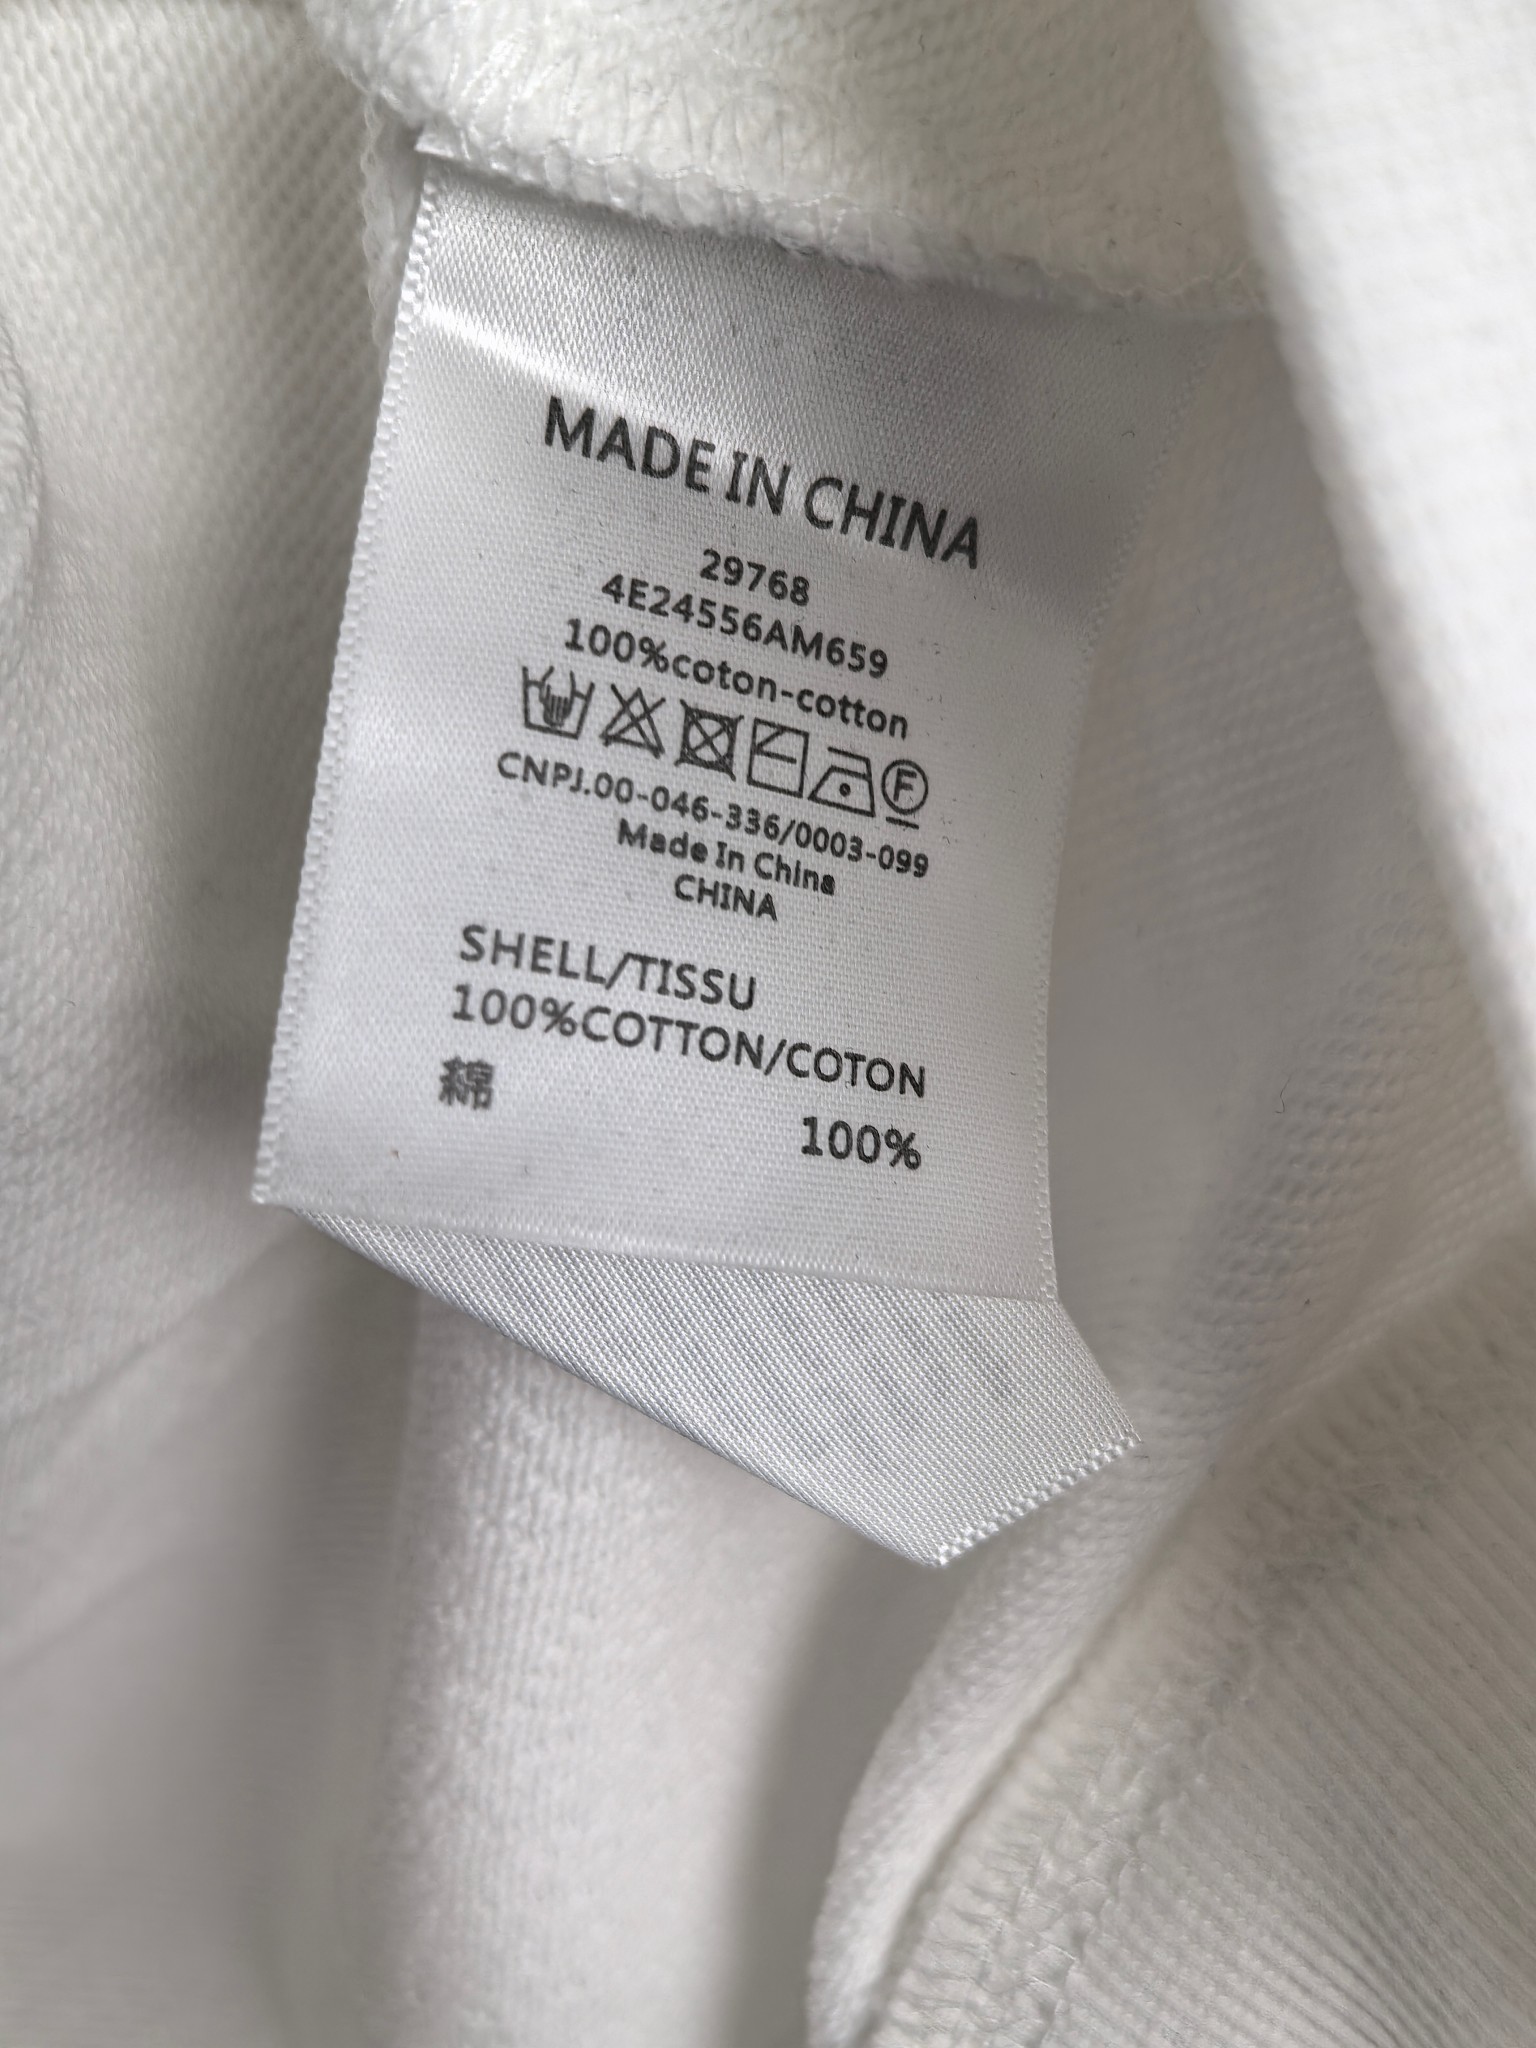 MADE IN CHINA
29768
4E24556AM659
100%coton-cotton
F
CNPJ.00-046-336/0003-099
Made In China
CHINA
SHELL/TISSU
100%COTTON/COTON
綿
100%